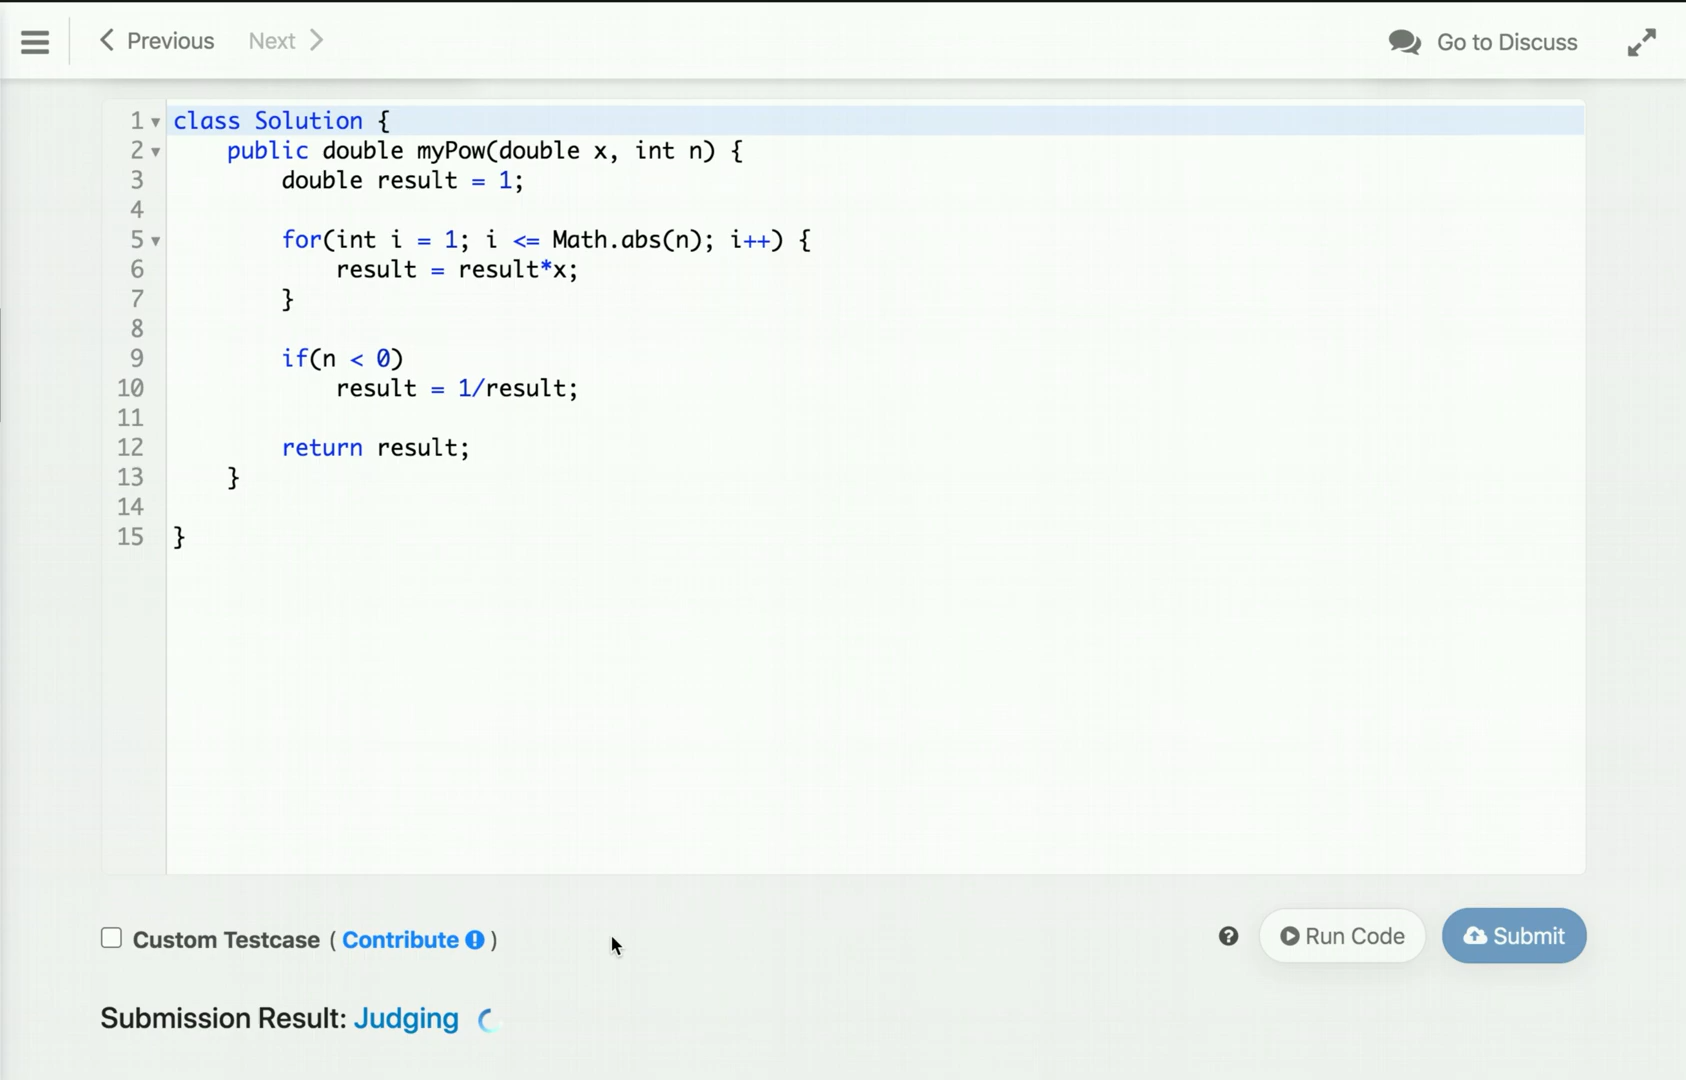 Previous Next Go to Discuss
1 class Solution {
2 public double myPow(double x, int n) {
3 double result = 1;
4
5 for(int i = 1; i <= Math.abs(n); i++) {
6 result = result*x;
7 }
8
9 if(n < 0)
10 result = 1/result;
11
12 return result;
13 }
14
15 }
Custom Testcase ( Contribute ) Run Code Submit
Submission Result: Judging